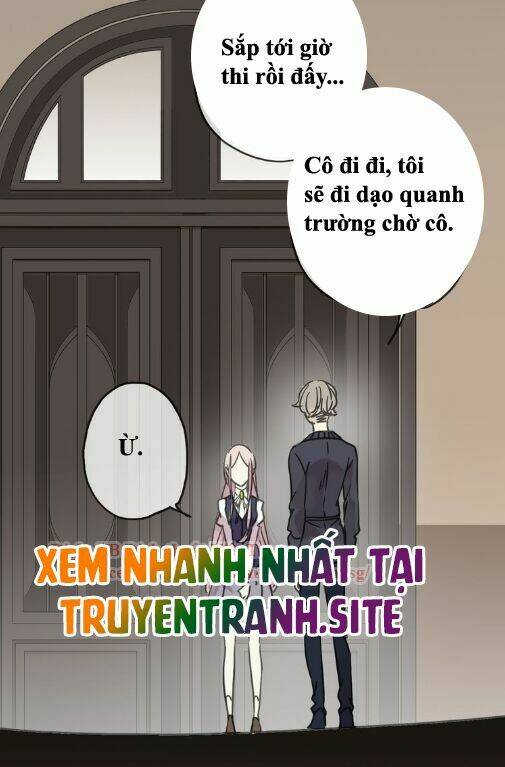 Sắp tới giờ
thi rồi đấy...
Cô đi đi, tôi
sẽ đi dạo quanh
trường chờ cô.
Ừ.
XEM NHANH NHẤT TẠI
TRUYENTRANH.SITE